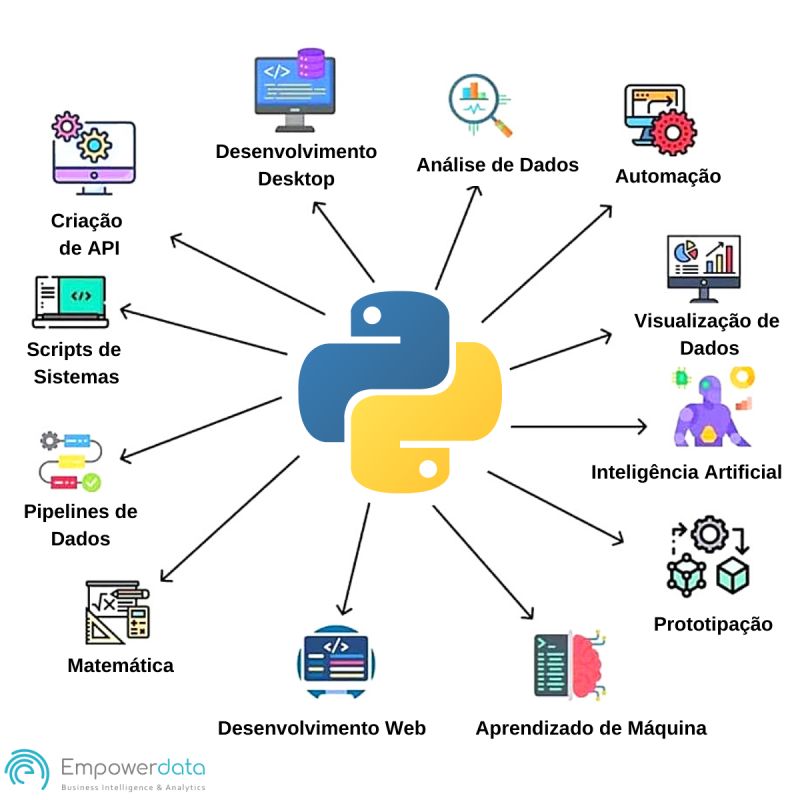 </>
Desenvolvimento
Desktop
Análise de Dados
Automação
Criação
de API
</>
Scripts de
Sistemas
Visualização de
Dados
Inteligência Artificial
Pipelines de
Dados
Prototipação
√x
Matemática
</>
Desenvolvimento Web
>_
Aprendizado de Máquina
Empowerdata
Business Intelligence & Analytics